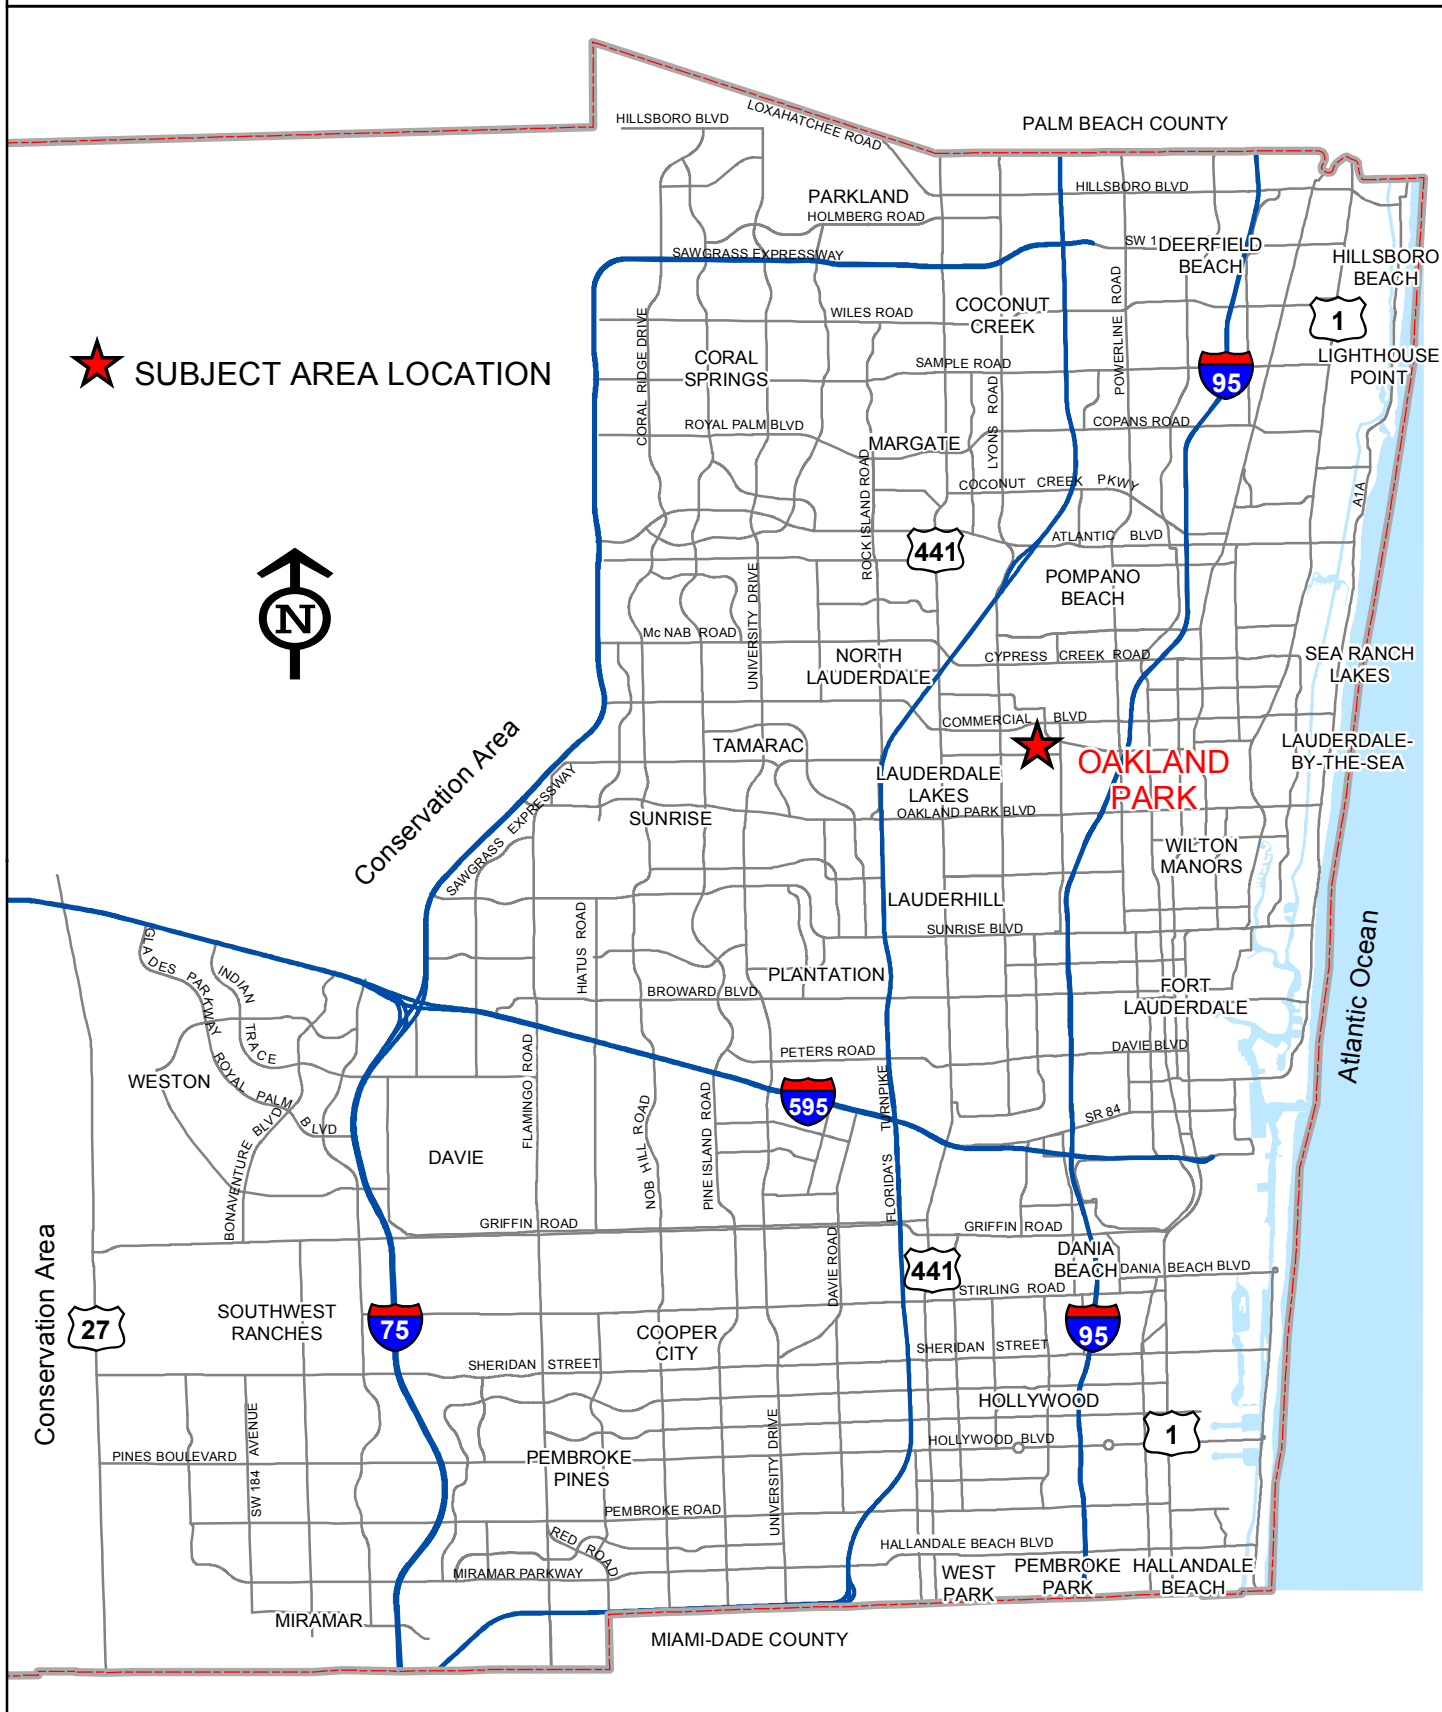 PALM BEACH COUNTY
HILLSBORO BLVD
LOXAHATCHEE ROAD
HILLSBORO BLVD
PARKLAND
HOLMBERG ROAD
SW 1
DEERFIELD
BEACH
HILLSBORO
BEACH
SAWGRASS EXPRESSWAY
COCONUT
CREEK
WILES ROAD
POWERLINE ROAD
1
CORAL RIDGE DRIVE
SUBJECT AREA LOCATION
CORAL
SPRINGS
SAMPLE ROAD
LIGHTHOUSE
POINT
95
LYONS ROAD
ROYAL PALM BLVD
COPANS ROAD
MARGATE
COCONUT CREEK PKWY
A1A
ROCK ISLAND ROAD
441
ATLANTIC BLVD
POMPANO
BEACH
N
UNIVERSITY DRIVE
Mc NAB ROAD
NORTH
LAUDERDALE
CYPRESS CREEK ROAD
SEA RANCH
LAKES
COMMERCIAL BLVD
Conservation Area
TAMARAC
LAUDERDALE-
BY-THE-SEA
OAKLAND
PARK
LAUDERDALE
LAKES
OAKLAND PARK BLVD
SAWGRASS EXPRESSWAY
SUNRISE
WILTON
MANORS
LAUDERHILL
SUNRISE BLVD
HIATUS ROAD
Atlantic Ocean
GLADES PARKWAY
INDIAN TRACE
PLANTATION
BROWARD BLVD
FORT
LAUDERDALE
PETERS ROAD
DAVIE BLVD
FLAMINGO ROAD
WESTON
ROYAL PALM BLVD
595
FLORIDA'S TURNPIKE
SR 84
BONAVENTURE BLVD
NOB HILL ROAD
PINE ISLAND ROAD
DAVIE
GRIFFIN ROAD
GRIFFIN ROAD
Conservation Area
DAVIE ROAD
DANIA
BEACH
DANIA BEACH BLVD
441
STIRLING ROAD
27
SOUTHWEST
RANCHES
75
COOPER
CITY
95
SHERIDAN STREET
SHERIDAN STREET
HOLLYWOOD
SW 184 AVENUE
UNIVERSITY DRIVE
1
HOLLYWOOD BLVD
PINES BOULEVARD
PEMBROKE
PINES
PEMBROKE ROAD
RED ROAD
HALLANDALE BEACH BLVD
MIRAMAR PARKWAY
WEST
PARK
PEMBROKE
PARK
HALLANDALE
BEACH
MIRAMAR
MIAMI-DADE COUNTY